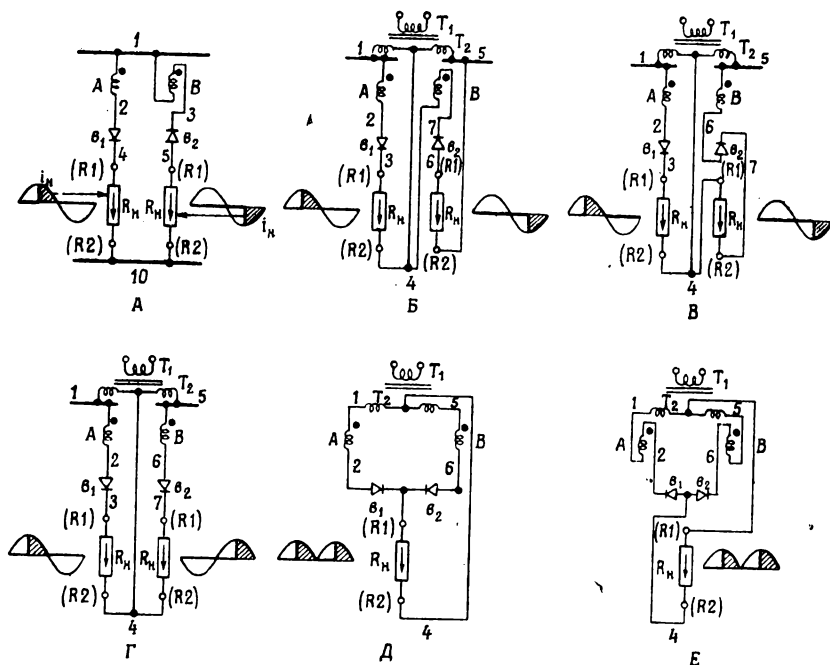 1
A B
2 3
в₁ в₂
4 5
(R1) (R1)
iн Rн Rн iн
(R2) (R2)
10
А
T₁
1 T₂ 5
A B
2 7
в₁ в₂
3 6
(R1) (R1)
Rн Rн
(R2) (R2)
4
Б
T₁
1 T₂ 5
A B
2 6
в₁ в₂
3 7
(R1) (R1)
Rн Rн
(R2) (R2)
4
В
T₁
1 T₂ 5
A B
2 6
в₁ в₂
3 7
(R1) (R1)
Rн Rн
(R2) (R2)
4
Г
T₁
1 T₂ 5
A B
2 6
в₁ в₂
(R1)
Rн
(R2)
4
Д
T₁
1 T₂ 5
A B
2 6
в₁ в₂
(R1)
Rн
(R2)
4
Е